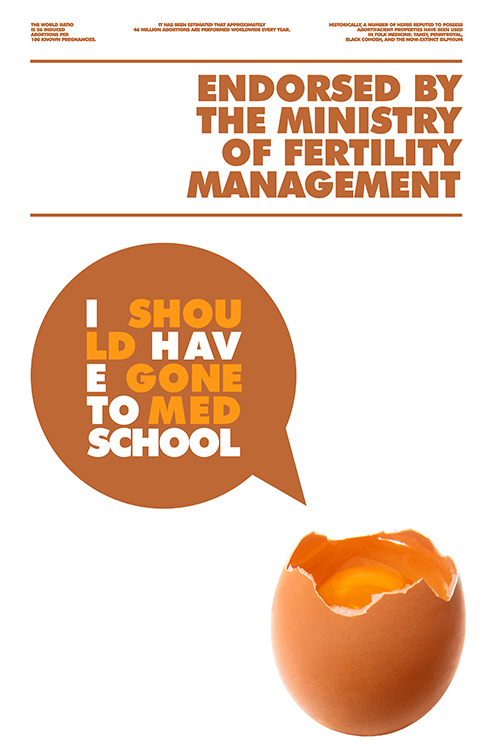 THE WORLD RATIO
IS 26 INDUCED
ABORTIONS PER
100 KNOWN PREGNANCIES.
IT HAS BEEN ESTIMATED THAT APPROXIMATELY
46 MILLION ABORTIONS ARE PERFORMED WORLDWIDE EVERY YEAR.
HISTORICALLY, A NUMBER OF HERBS REPUTED TO POSSESS
ABORTIFACIENT PROPERTIES HAVE BEEN USED
IN FOLK MEDICINE: TANSY, PENNYROYAL,
BLACK COHOSH, AND THE NOW-EXTINCT SILPHIUM
ENDORSED BY
THE MINISTRY
OF FERTILITY
MANAGEMENT
I SHOU
LD HAV
E GONE
TO MED
SCHOOL